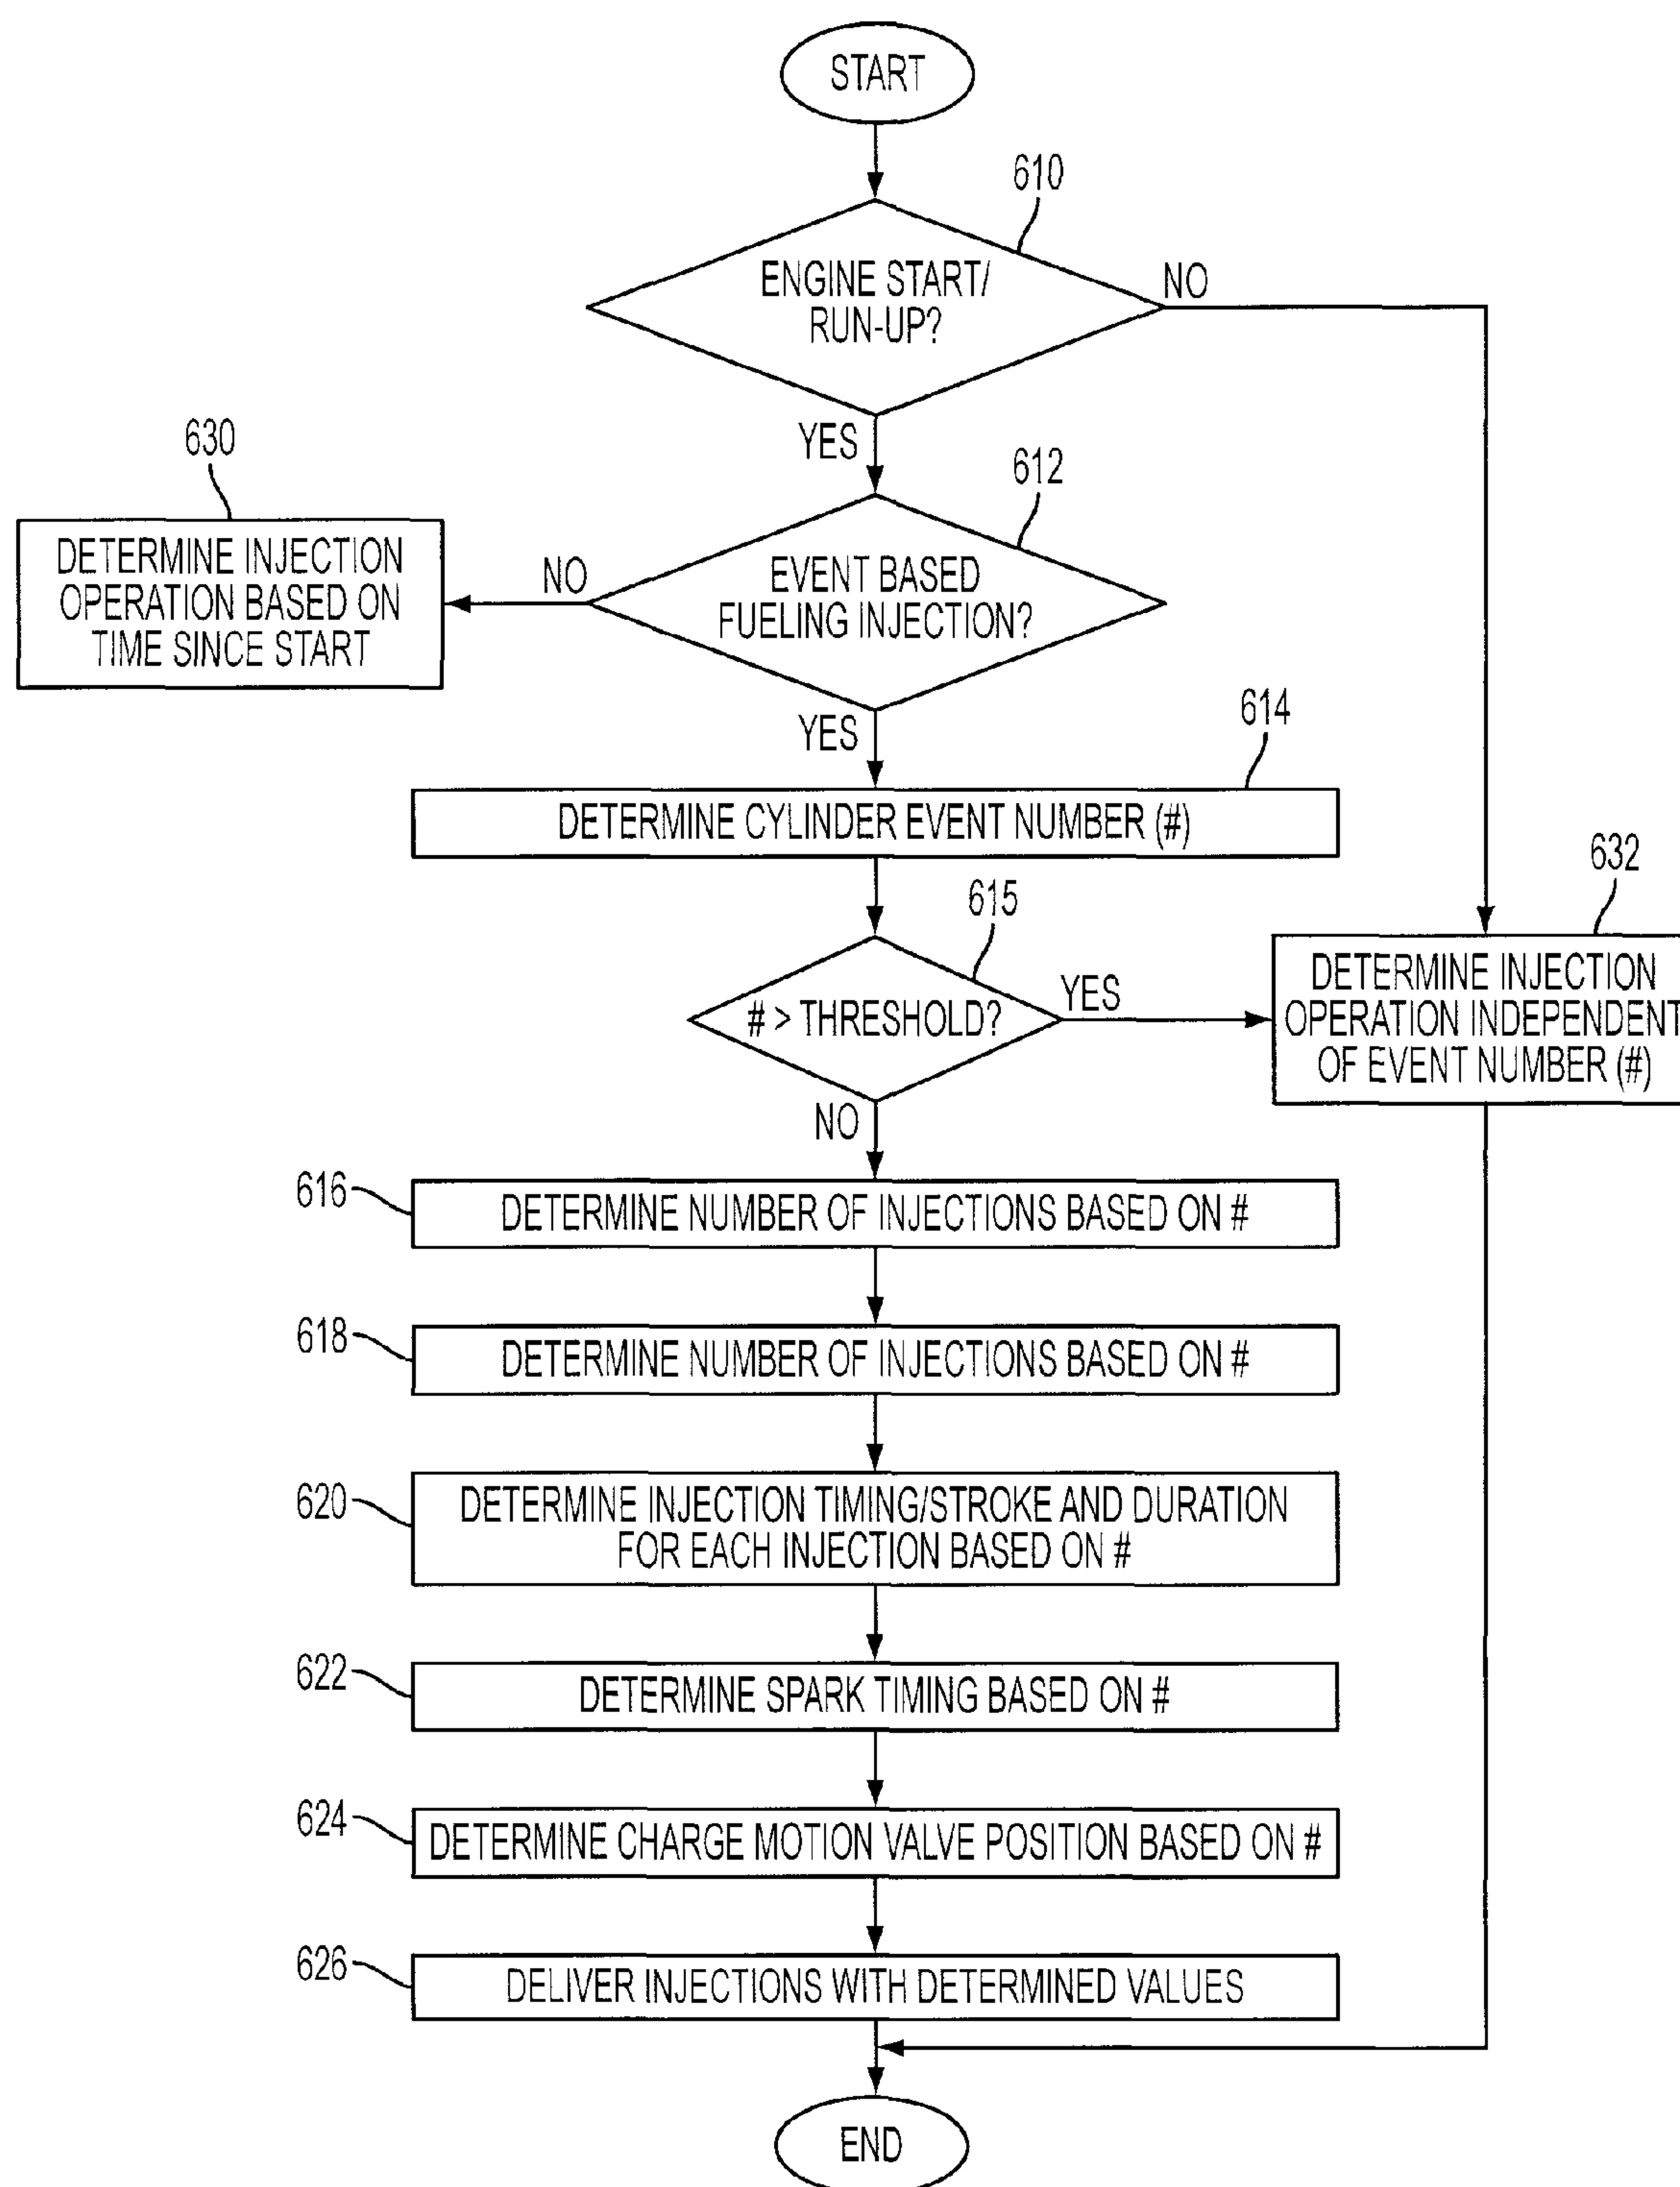 START
610
ENGINE START/
RUN-UP?
NO
YES
630
612
DETERMINE INJECTION
OPERATION BASED ON
TIME SINCE START
NO
EVENT BASED
FUELING INJECTION?
YES
614
DETERMINE CYLINDER EVENT NUMBER (#)
615
632
# > THRESHOLD?
YES
DETERMINE INJECTION
OPERATION INDEPENDENT
OF EVENT NUMBER (#)
NO
616
DETERMINE NUMBER OF INJECTIONS BASED ON #
618
DETERMINE NUMBER OF INJECTIONS BASED ON #
620
DETERMINE INJECTION TIMING/STROKE AND DURATION
FOR EACH INJECTION BASED ON #
622
DETERMINE SPARK TIMING BASED ON #
624
DETERMINE CHARGE MOTION VALVE POSITION BASED ON #
626
DELIVER INJECTIONS WITH DETERMINED VALUES
END